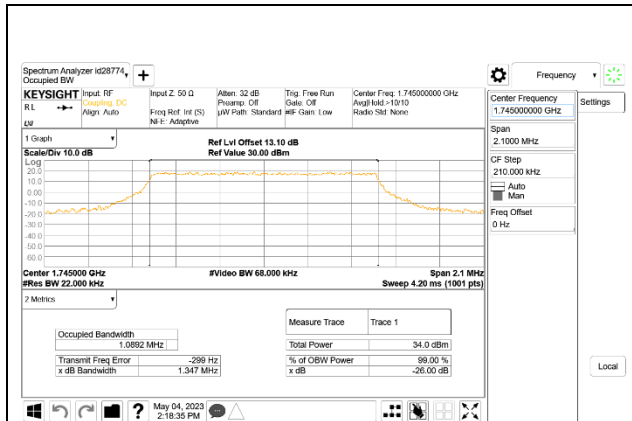 Spectrum Analyzer id28774,
Occupied BW
Frequency
KEYSIGHT
RL
Input: RF
Coupling: DC
Align: Auto
Input Z: 50 Ω
Freq Ref: Int (S)
NFE: Adaptive
Atten: 32 dB
Preamp: Off
µW Path: Standard
Trig: Free Run
Gate: Off
#IF Gain: Low
Center Freq: 1.745000000 GHz
Avg|Hold:>10/10
Radio Std: None
Center Frequency
1.745000000 GHz
Settings
Span
2.1000 MHz
CF Step
210.000 kHz
Auto
Man
Freq Offset
0 Hz
1 Graph
Scale/Div 10.0 dB
Ref Lvl Offset 13.10 dB
Ref Value 30.00 dBm
Log
20.0
10.0
0.00
-10.0
-20.0
-30.0
-40.0
-50.0
60.0
Center 1.745000 GHz
#Video BW 68.000 kHz
Span 2.1 MHz
#Res BW 22.000 kHz
Sweep 4.20 ms (1001 pts)
2 Metrics
Occupied Bandwidth
1.0892 MHz
Transmit Freq Error -299 Hz
x dB Bandwidth 1.347 MHz
Measure Trace Trace 1
Total Power 34.0 dBm
% of OBW Power 99.00 %
x dB -26.00 dB
Local
May 04, 2023
2:18:35 PM